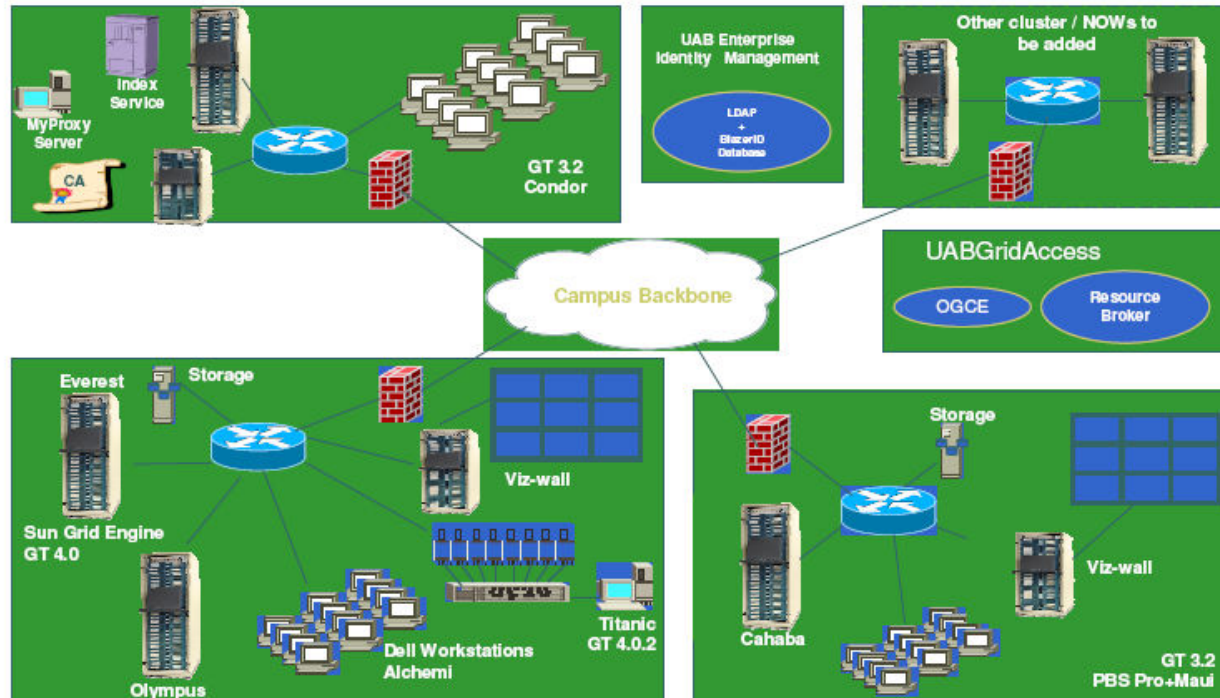 Index
Service
MyProxy
Server
CA
GT 3.2
Condor
UAB Enterprise
Identity Management
LDAP
+
BlazerID
Database
Other cluster / NOWs to
be added
Campus Backbone
UABGridAccess
OGCE
Resource
Broker
Everest
Storage
Viz-wall
Sun Grid Engine
GT 4.0
Titanic
GT 4.0.2
Dell Workstations
Alchemi
Olympus
Storage
Viz-wall
Cahaba
GT 3.2
PBS Pro+Maui